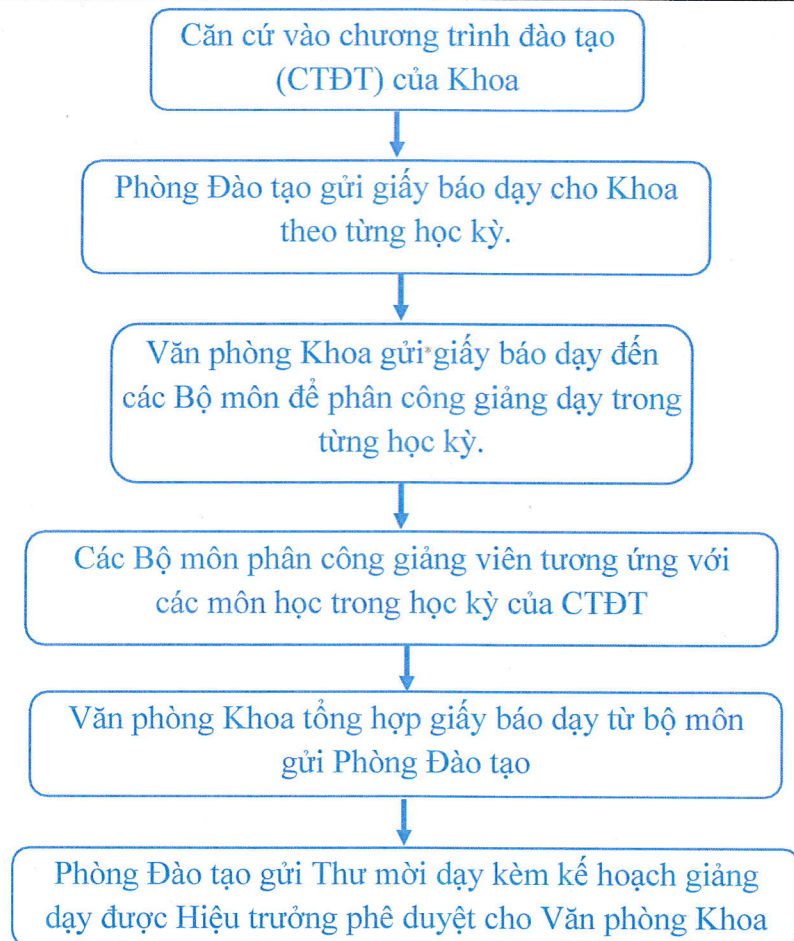 Căn cứ vào chương trình đào tạo
(CTĐT) của Khoa
Phòng Đào tạo gửi giấy báo dạy cho Khoa
theo từng học kỳ.
Văn phòng Khoa gửi giấy báo dạy đến
các Bộ môn để phân công giảng dạy trong
từng học kỳ.
Các Bộ môn phân công giảng viên tương ứng với
các môn học trong học kỳ của CTĐT
Văn phòng Khoa tổng hợp giấy báo dạy từ bộ môn
gửi Phòng Đào tạo
Phòng Đào tạo gửi Thư mời dạy kèm kế hoạch giảng
dạy được Hiệu trưởng phê duyệt cho Văn phòng Khoa